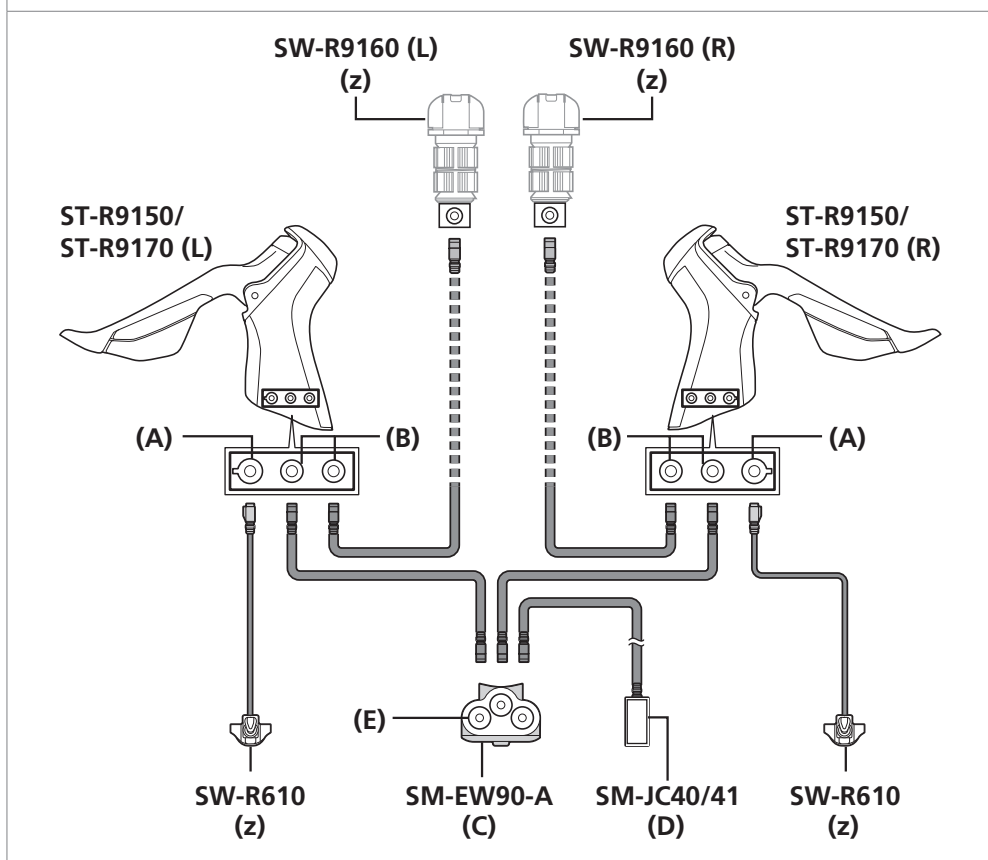 SW-R9160 (L)
(z)
SW-R9160 (R)
(z)
ST-R9150/
ST-R9170 (L)
ST-R9150/
ST-R9170 (R)
(A)
(B)
(B)
(A)
(E)
SW-R610
(z)
SM-EW90-A
(C)
SM-JC40/41
(D)
SW-R610
(z)